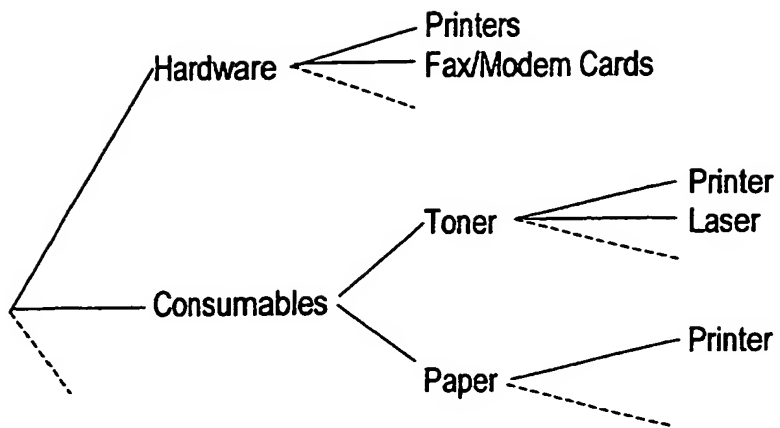 Printers
Hardware
Fax/Modem Cards
Printer
Toner
Laser
Consumables
Printer
Paper